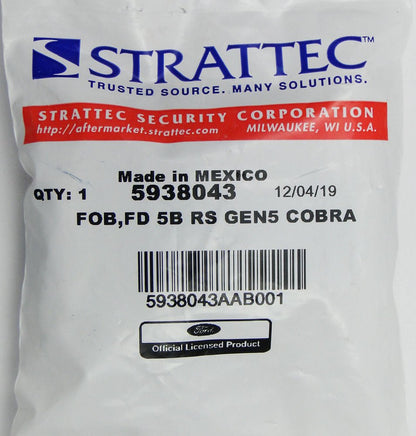 STRATTEC™
TRUSTED SOURCE. MANY SOLUTIONS.
STRATTEC SECURITY CORPORATION
http://aftermarket.strattec.com MILWAUKEE, WI U.S.A.
Made in MEXICO
QTY: 1 5938043 12/04/19
FOB,FD 5B RS GEN5 COBRA
5938043AAB001
Ford
Official Licensed Product